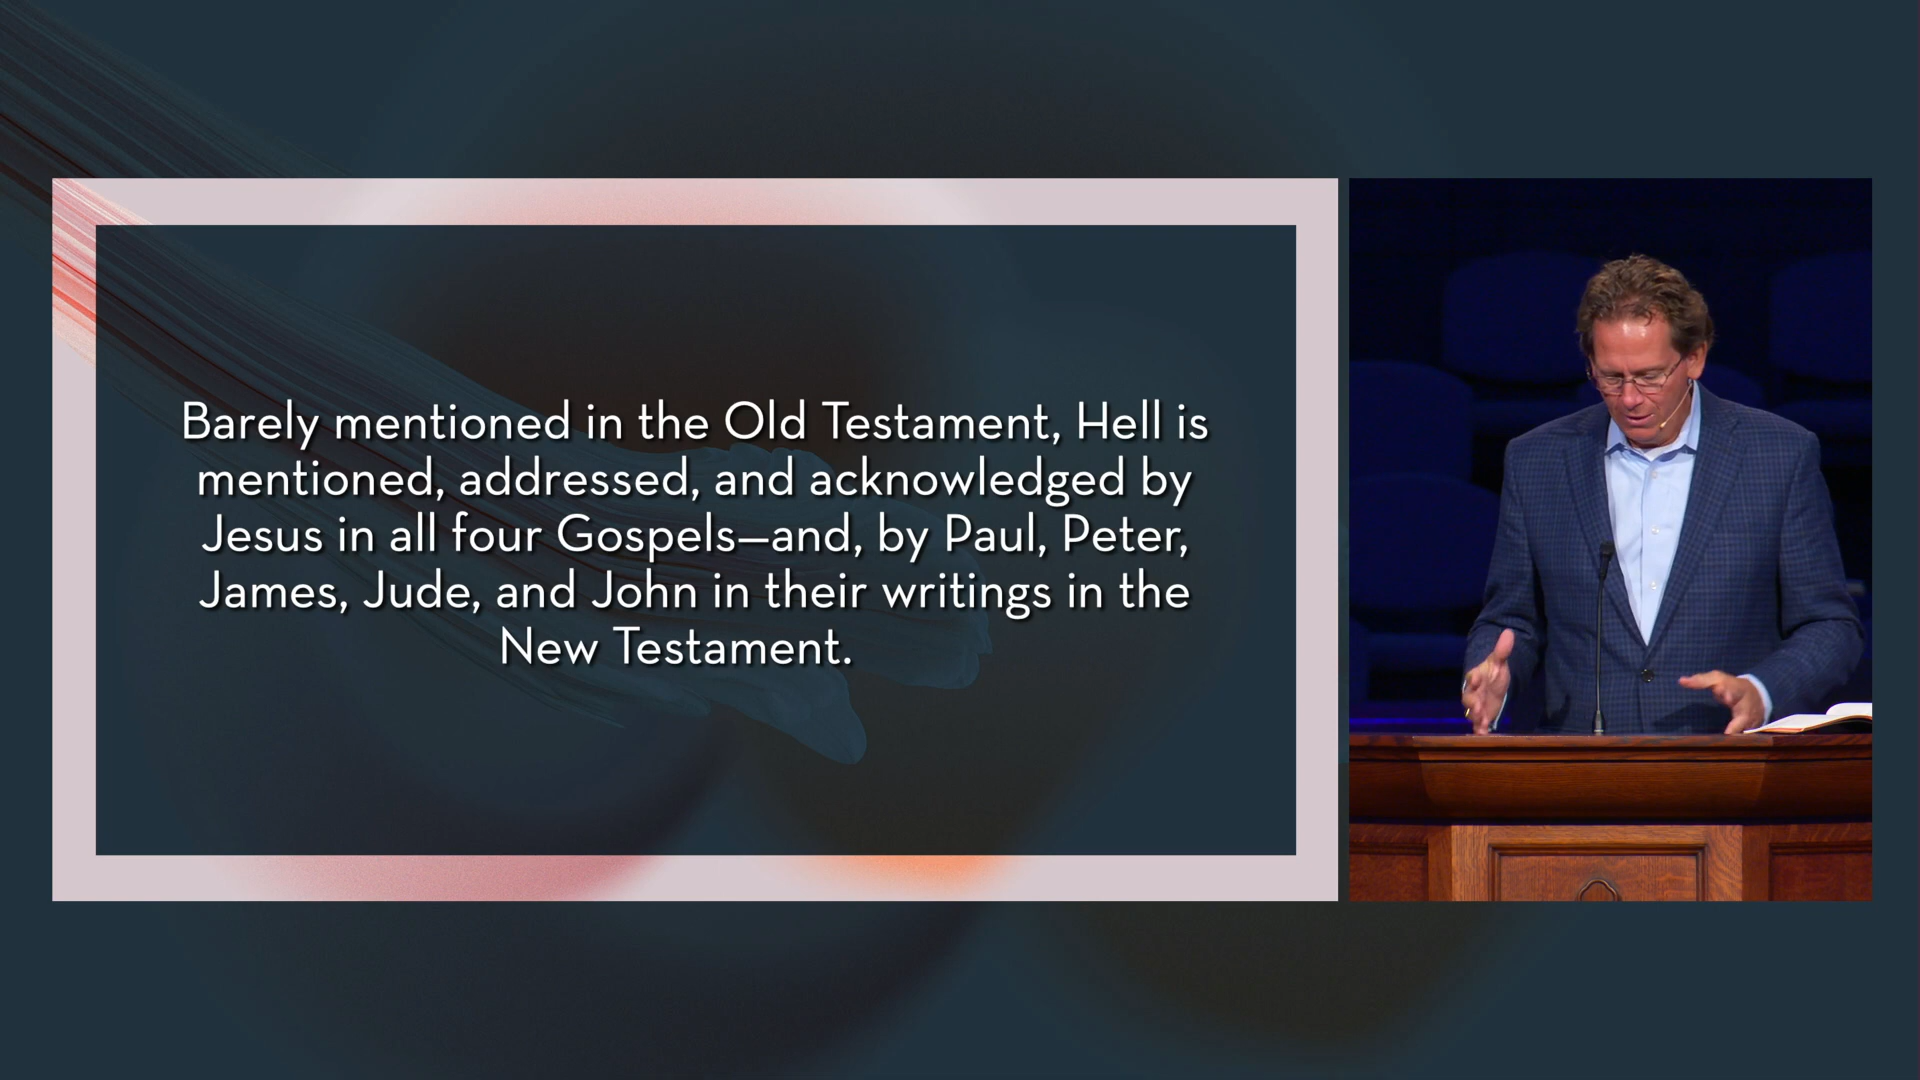 Barely mentioned in the Old Testament, Hell is
mentioned, addressed, and acknowledged by
Jesus in all four Gospels—and, by Paul, Peter,
James, Jude, and John in their writings in the
New Testament.